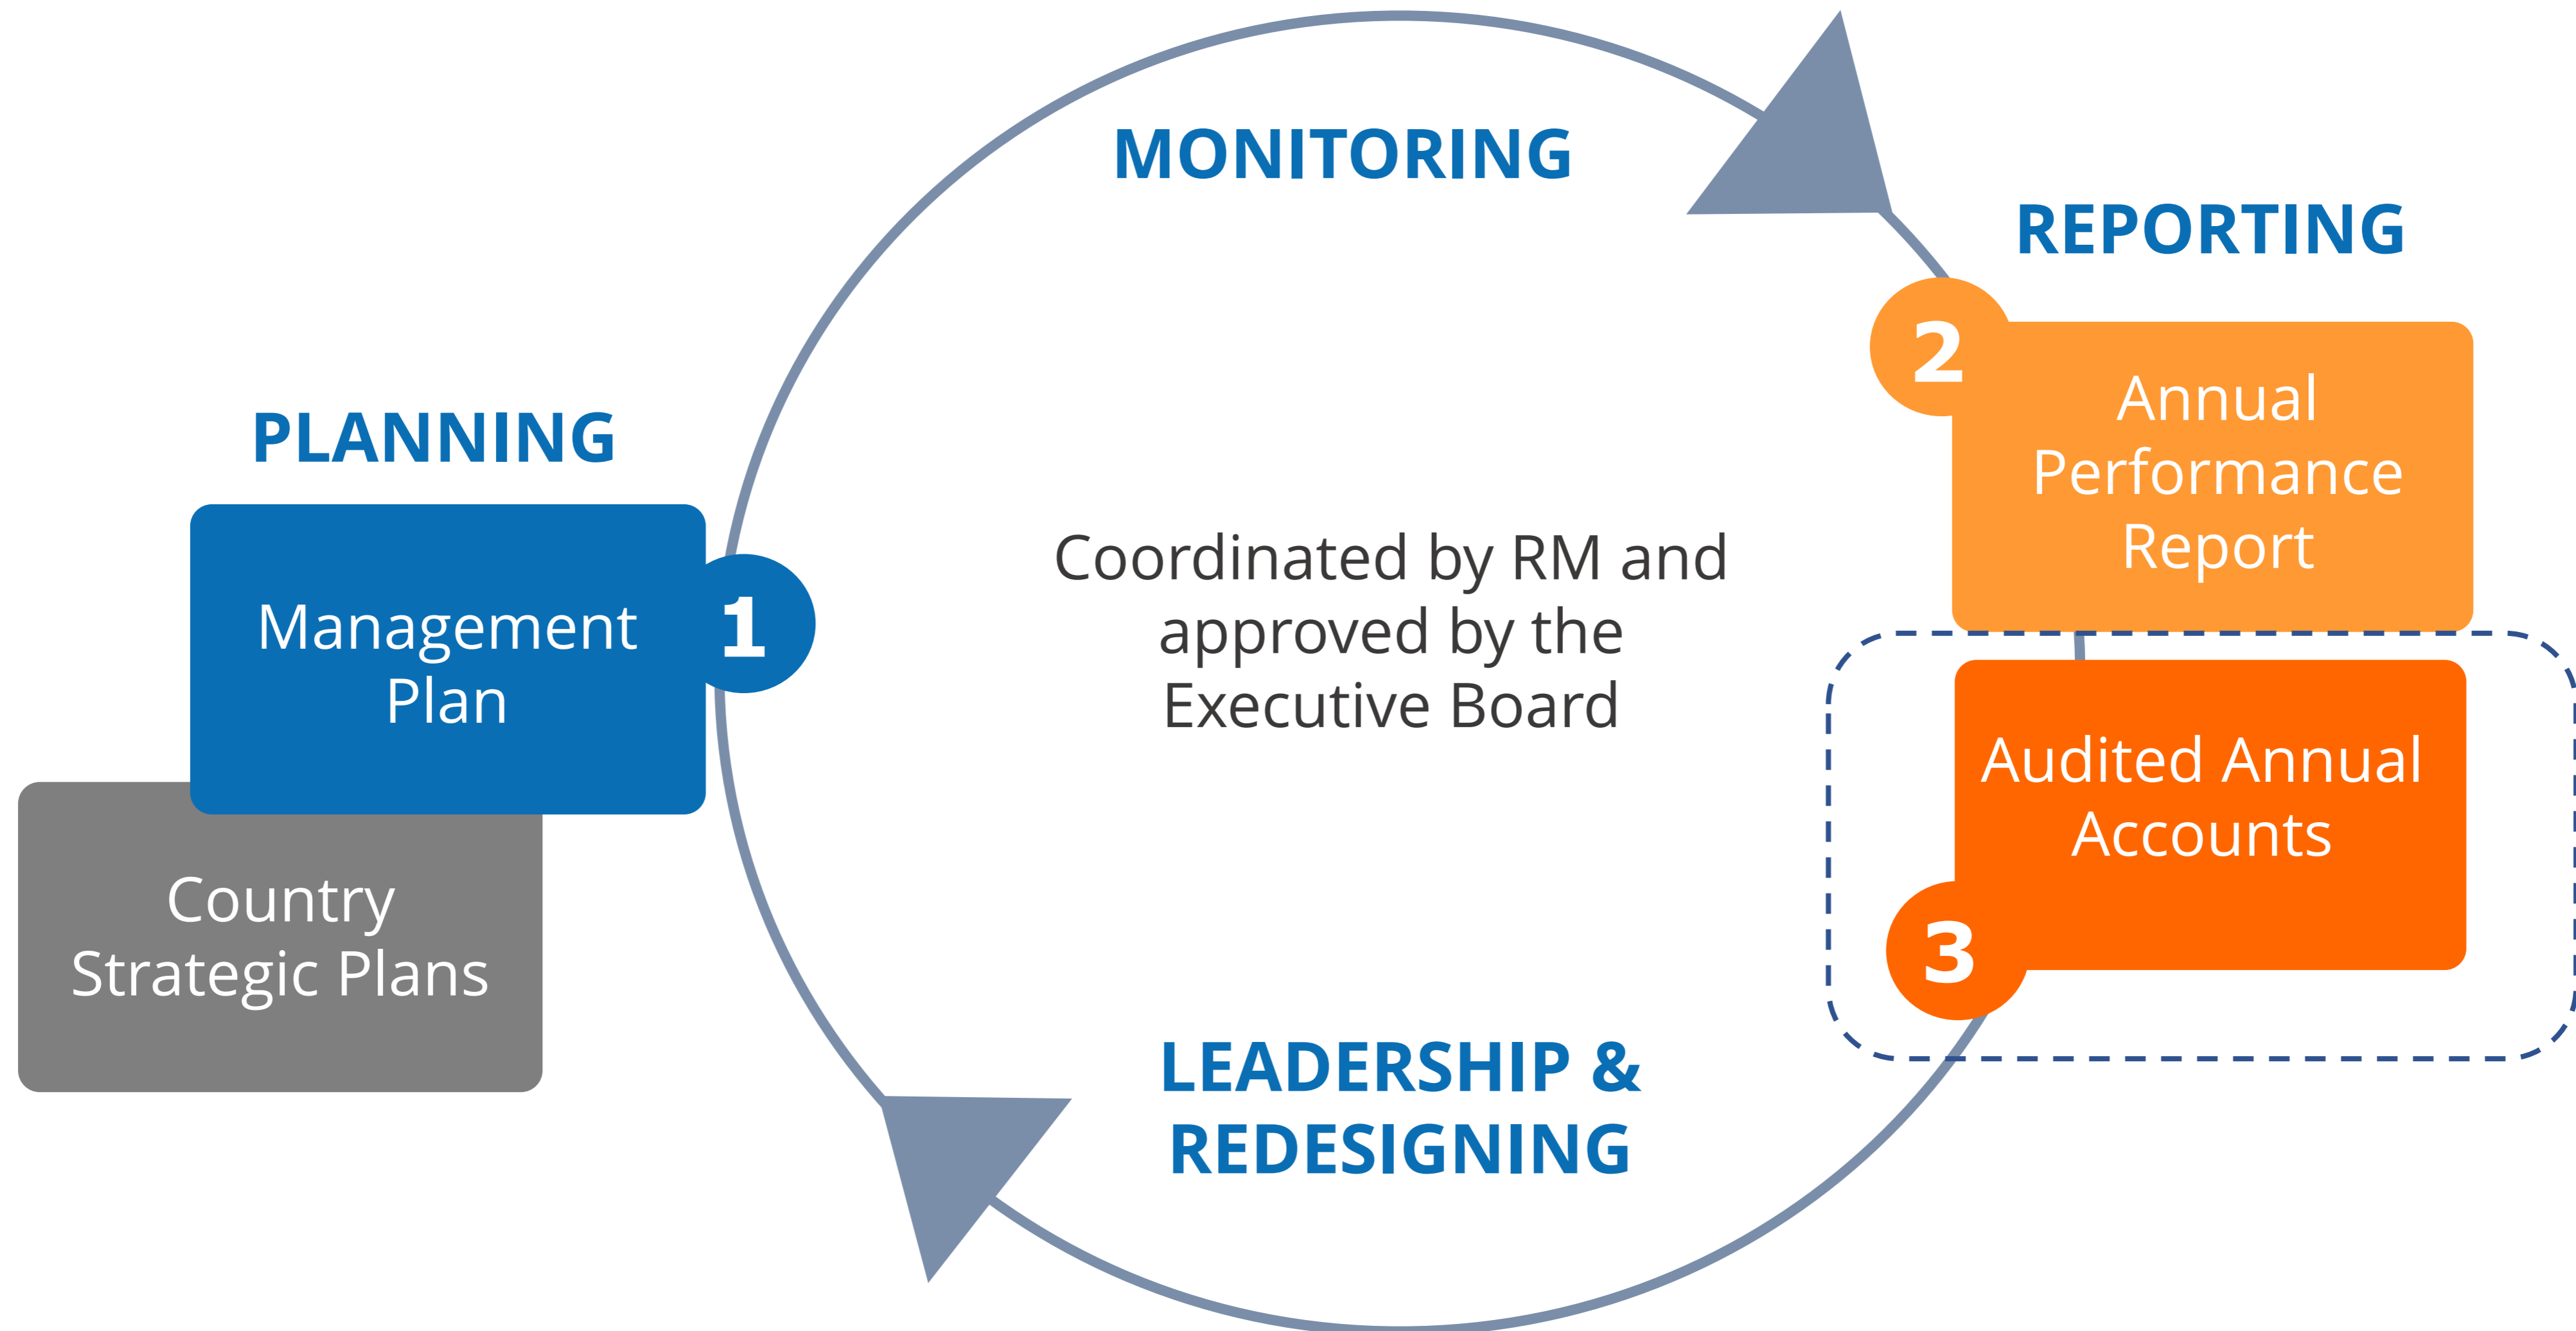 MONITORING
REPORTING
2
Annual
Performance
Report
PLANNING
1
Management
Plan
Coordinated by RM and
approved by the
Executive Board
Audited Annual
Accounts
3
Country
Strategic Plans
LEADERSHIP &
REDESIGNING